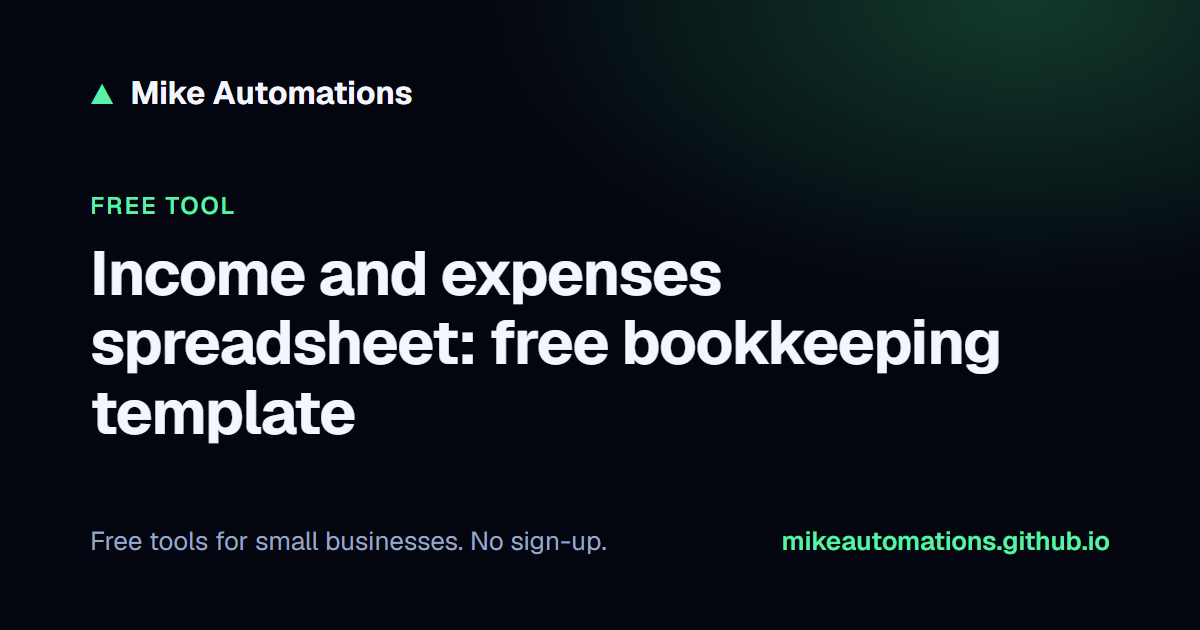 Mike Automations
FREE TOOL
Income and expenses
spreadsheet: free bookkeeping
template
Free tools for small businesses. No sign-up.
mikeautomations.github.io